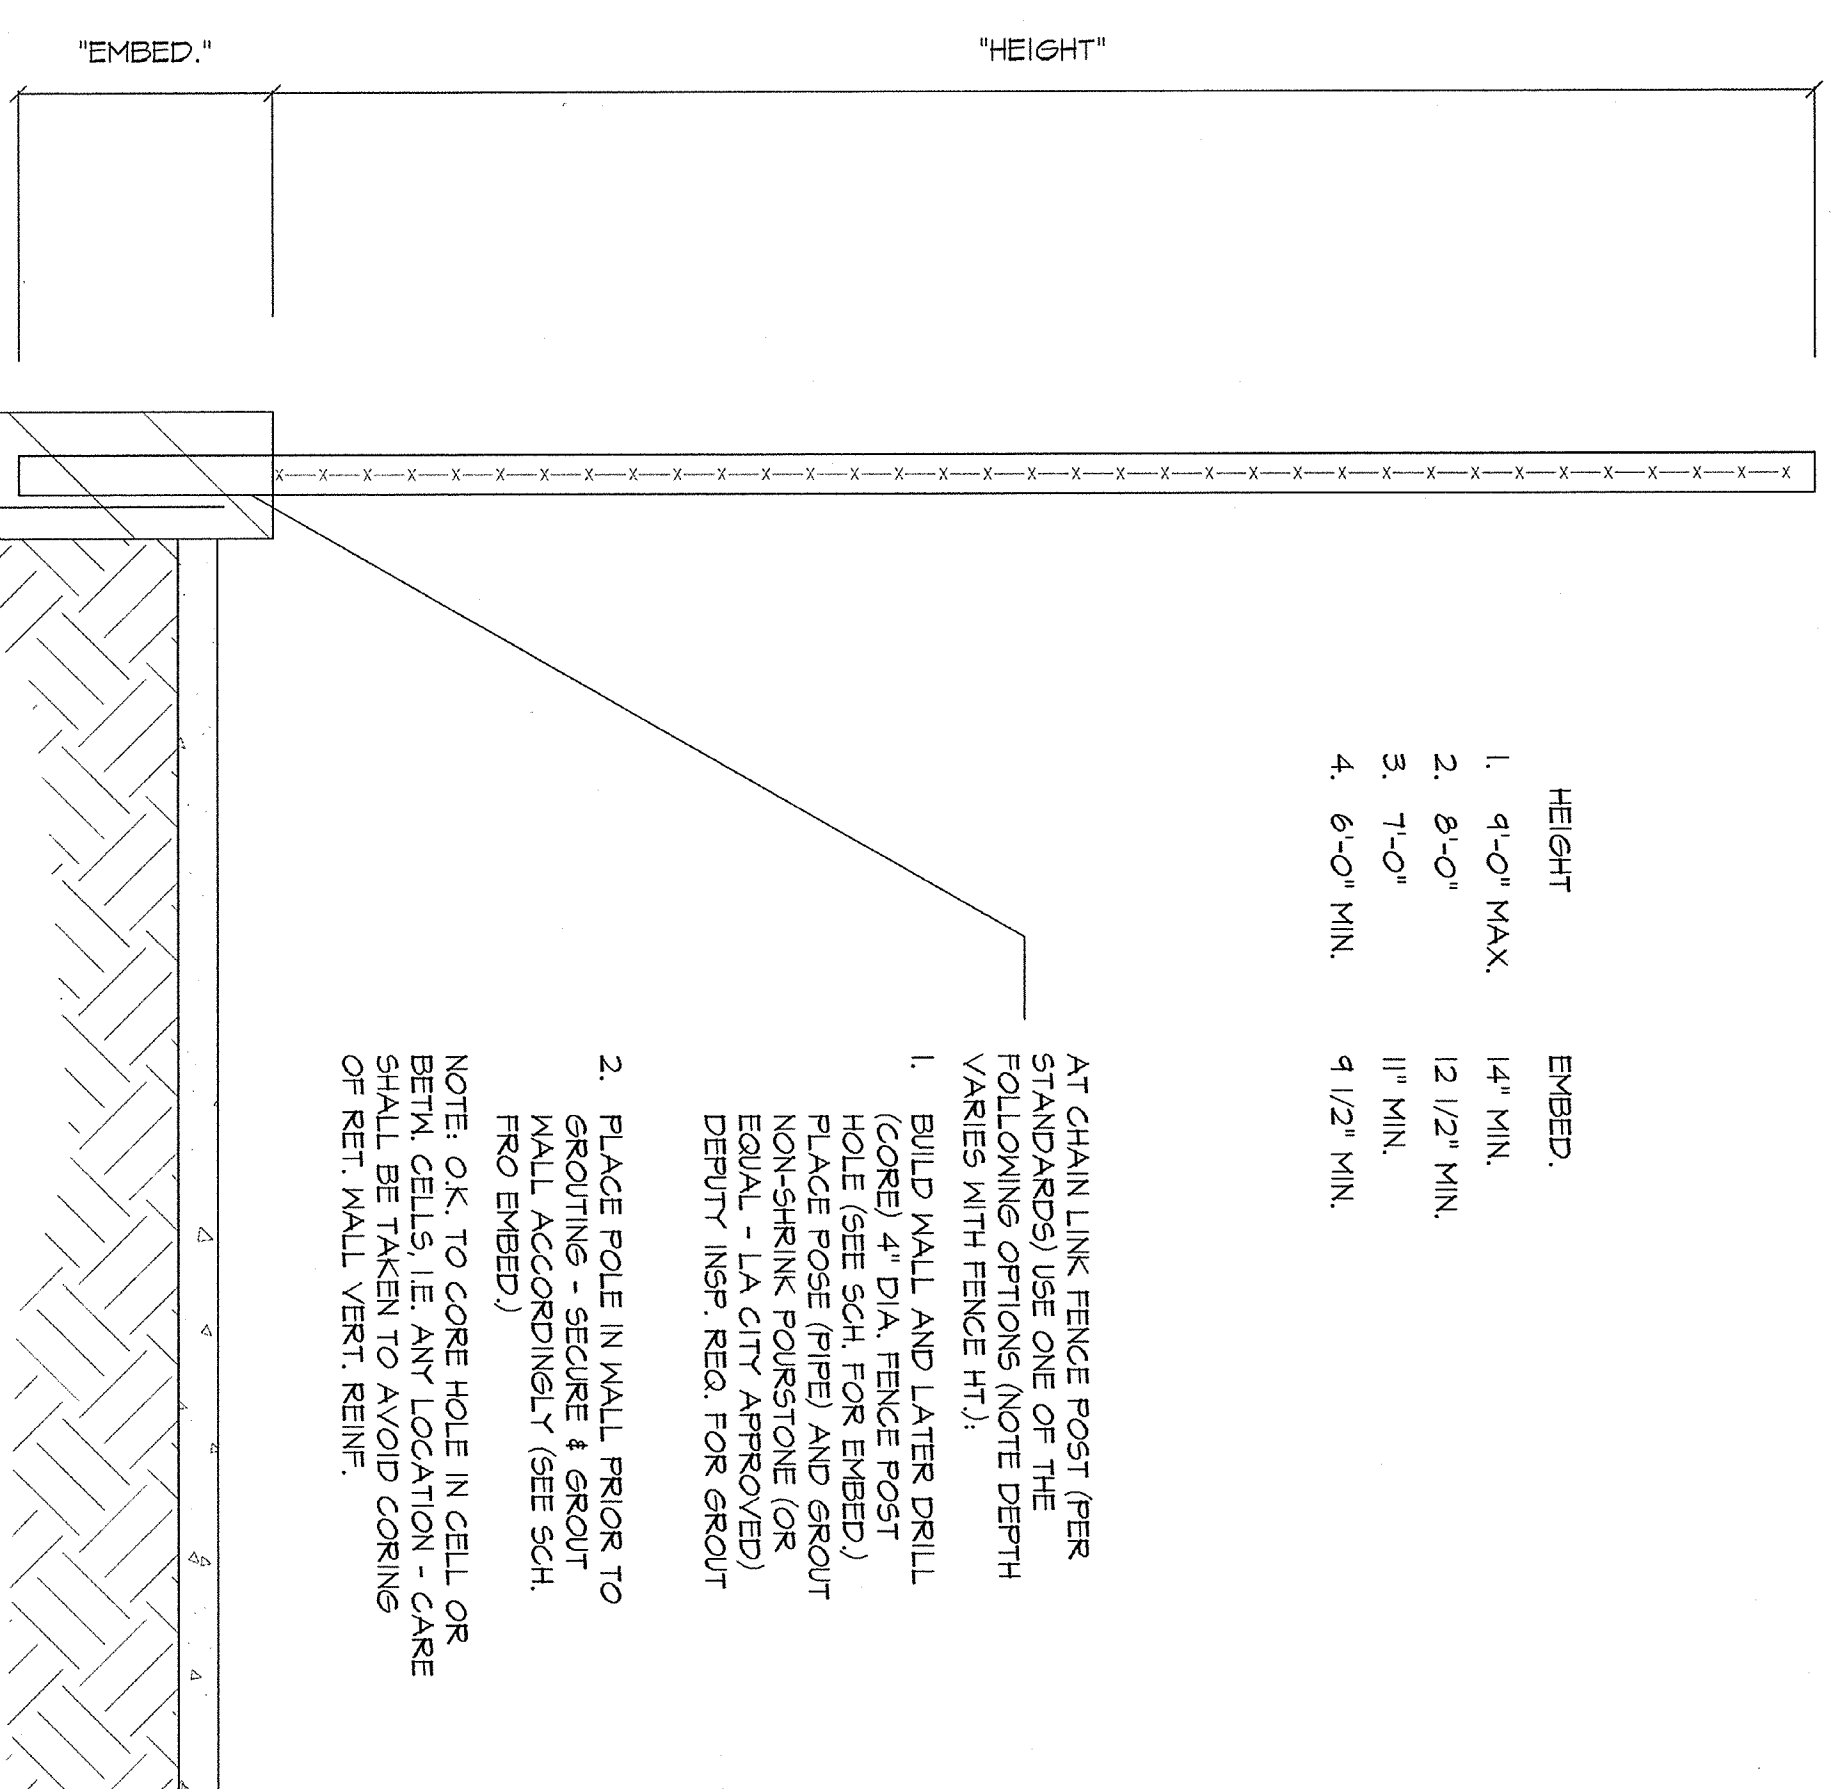 "EMBED."
"HEIGHT"
HEIGHT EMBED.
1. 9'-0" MAX. 14" MIN.
2. 8'-0" 12 1/2" MIN.
3. 7'-0" 11" MIN.
4. 6'-0" MIN. 9 1/2" MIN.
AT CHAIN LINK FENCE POST (PER
STANDARDS) USE ONE OF THE
FOLLOWING OPTIONS (NOTE DEPTH
VARIES WITH FENCE HT.):
1. BUILD WALL AND LATER DRILL
(CORE) 4" DIA. FENCE POST
HOLE (SEE SCH. FOR EMBED.)
PLACE POSE (PIPE) AND GROUT
NON-SHRINK POURSTONE (OR
EQUAL - LA CITY APPROVED)
DEPUTY INSP. REQ. FOR GROUT
2. PLACE POLE IN WALL PRIOR TO
GROUTING - SECURE & GROUT
WALL ACCORDINGLY (SEE SCH.
FRO EMBED.)
NOTE: O.K. TO CORE HOLE IN CELL OR
BETW. CELLS, I.E. ANY LOCATION - CARE
SHALL BE TAKEN TO AVOID CORING
OF RET. WALL VERT. REINF.
X—X—X—X—X—X—X—X—X—X—X—X—X—X—X—X—X—X—X—X—X—X—X—X—X—X—X—X—X—X—X—X—X—X—X